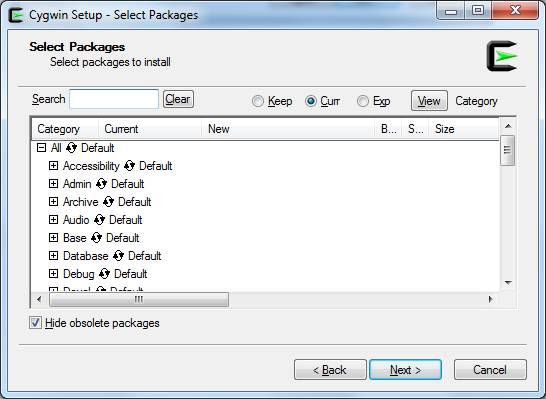 Cygwin Setup - Select Packages
Select Packages
Select packages to install
Search Clear Keep Curr Exp View Category
Category Current New B... S... Size
All Default
Accessibility Default
Admin Default
Archive Default
Audio Default
Base Default
Database Default
Debug Default
Hide obsolete packages
< Back Next > Cancel